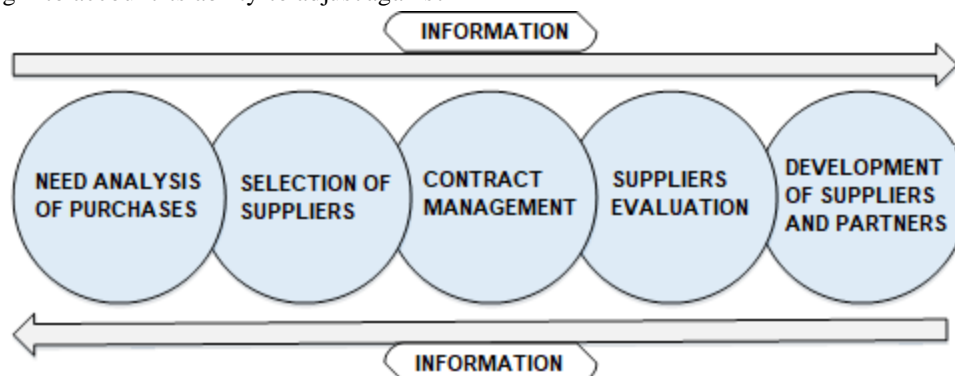 INFORMATION
NEED ANALYSIS
OF PURCHASES
SELECTION OF
SUPPLIERS
CONTRACT
MANAGEMENT
SUPPLIERS
EVALUATION
DEVELOPMENT
OF SUPPLIERS
AND PARTNERS
INFORMATION